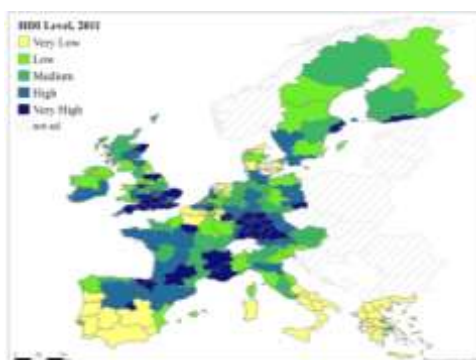 HDI Level, 2011
Very Low
Low
Medium
High
Very High